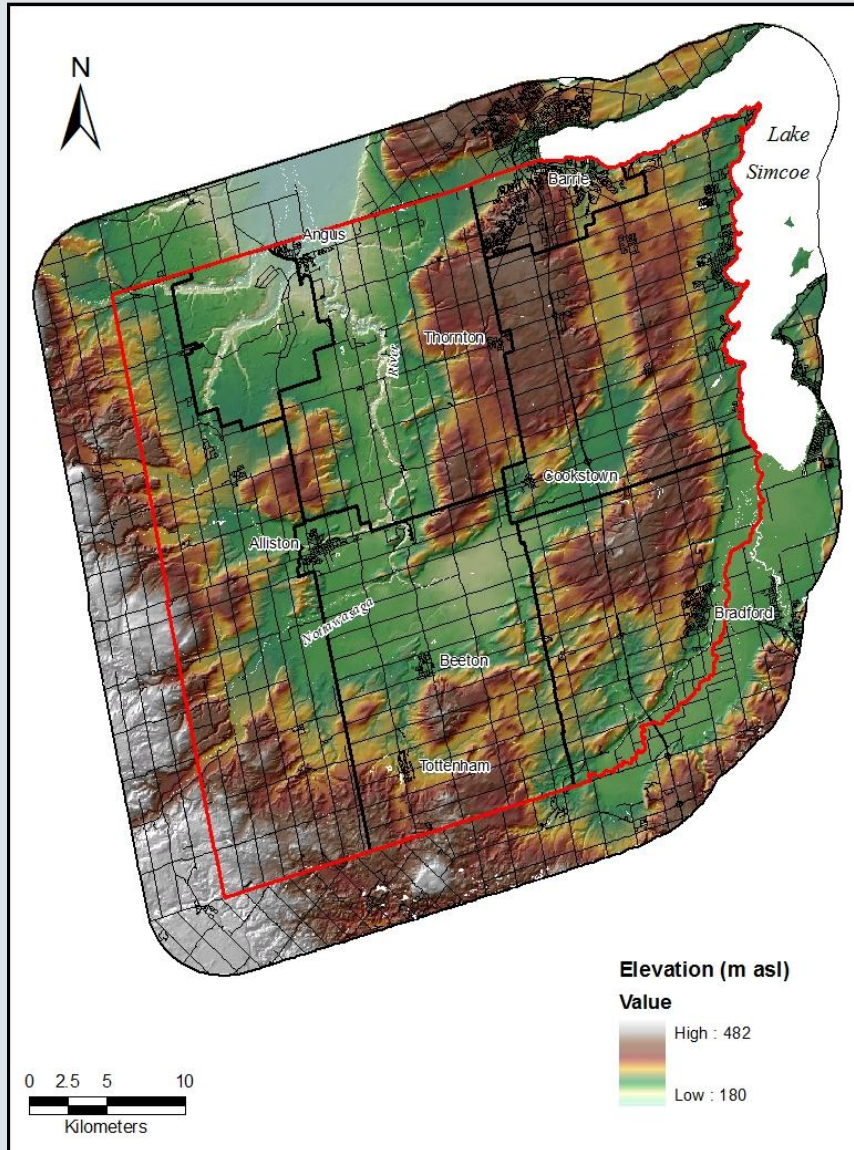 N
Lake
Simcoe
Barrie
Angus
Thornton
River
Cookstown
Alliston
Nottawasaga
Bradford
Beeton
Tottenham
Elevation (m asl)
Value
High : 482
Low : 180
0 2.5 5 10
Kilometers